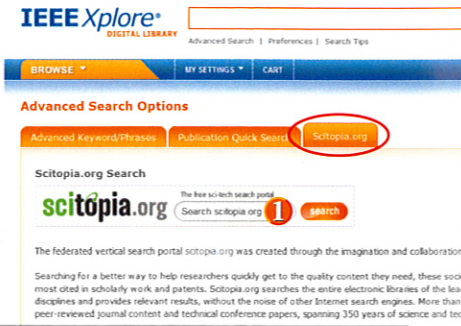 IEEE Xplore®
DIGITAL LIBRARY
Advanced Search | Preferences | Search Tips
BROWSE
MY SETTINGS
CART
Advanced Search Options
Advanced Keyword/Phrases
Publication Quick Search
Scitopia.org
Scitopia.org Search
scitopia.org
The free sci-tech search portal
Search scitopia.org
1
search
The federated vertical search portal scitopia.org was created through the imagination and collaboration
Searching for a better way to help researchers quickly get to the quality content they need, these soci
most cited in scholarly work and patents. Scitopia.org searches the entire electronic libraries of the lea
disciplines and provides relevant results, without the noise of other Internet search engines. More than
peer-reviewed journal content and technical conference papers, spanning 350 years of science and tec